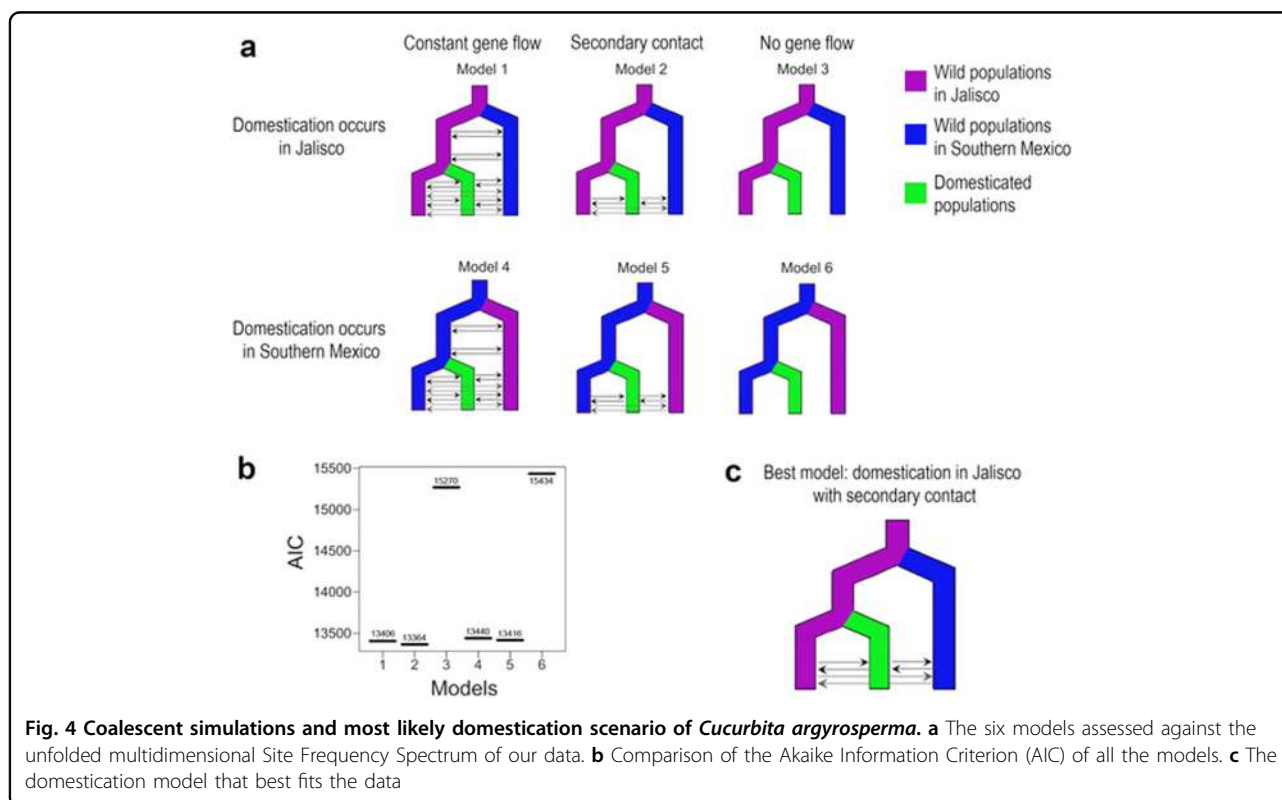 a
Constant gene flow
Secondary contact
No gene flow
Model 1
Model 2
Model 3
Wild populations
in Jalisco
Wild populations
in Southern Mexico
Domesticated
populations
Domestication occurs
in Jalisco
Model 4
Model 5
Model 6
Domestication occurs
in Southern Mexico
b
AIC
15500
15000
14500
14000
13500
13406
13364
15270
13440
13416
15434
1 2 3 4 5 6
Models
c
Best model: domestication in Jalisco
with secondary contact
Fig. 4 Coalescent simulations and most likely domestication scenario of Cucurbita argyrosperma. a The six models assessed against the
unfolded multidimensional Site Frequency Spectrum of our data. b Comparison of the Akaike Information Criterion (AIC) of all the models. c The
domestication model that best fits the data